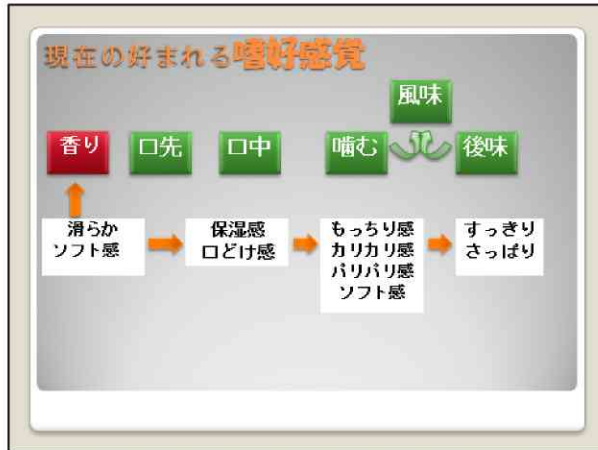 現在の好まれる嗜好感覚
風味
香り
口先
口中
噛む
後味
滑らか
ソフト感
保湿感
口どけ感
もっちり感
カリカリ感
パリパリ感
ソフト感
すっきり
さっぱり